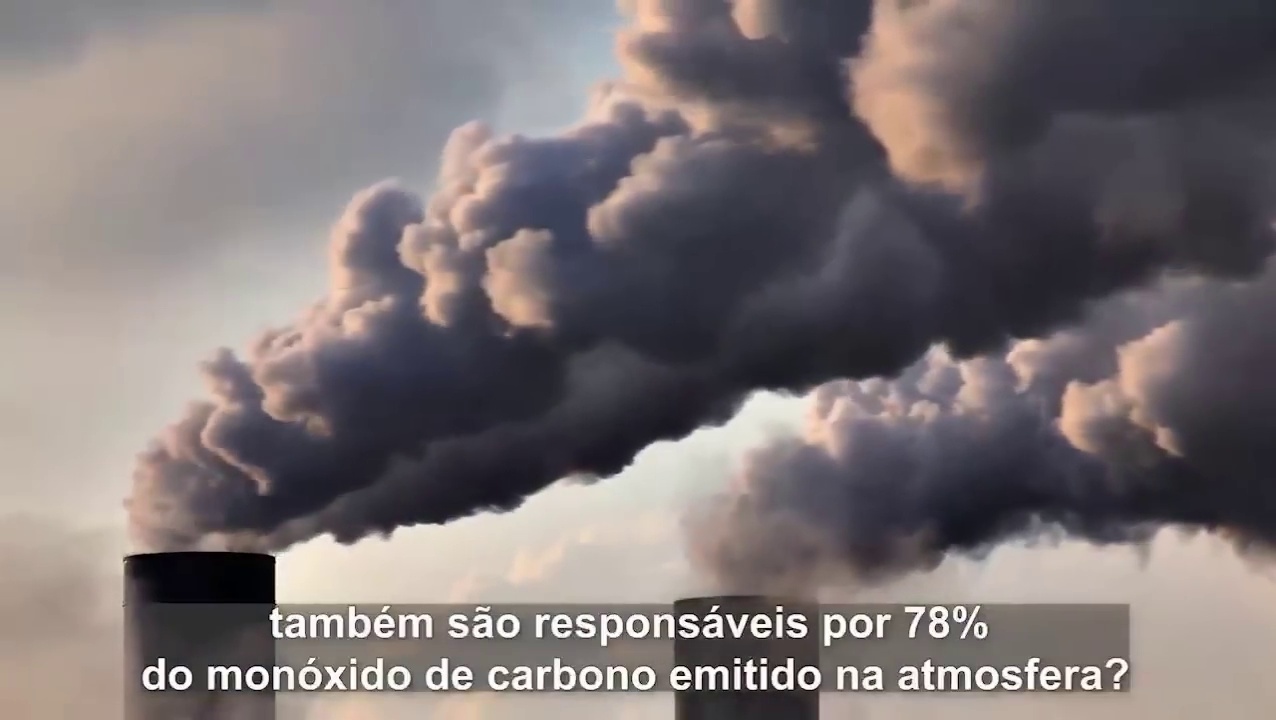 também são responsáveis por 78%
do monóxido de carbono emitido na atmosfera?